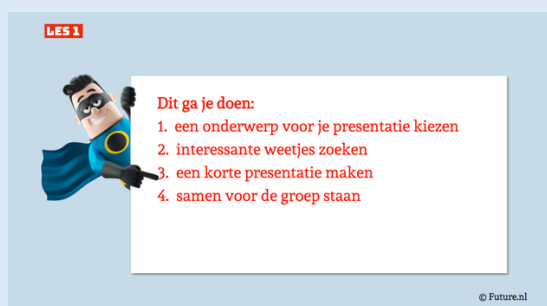 LES 1
Dit ga je doen:
1. een onderwerp voor je presentatie kiezen
2. interessante weetjes zoeken
3. een korte presentatie maken
4. samen voor de groep staan
© Future.nl